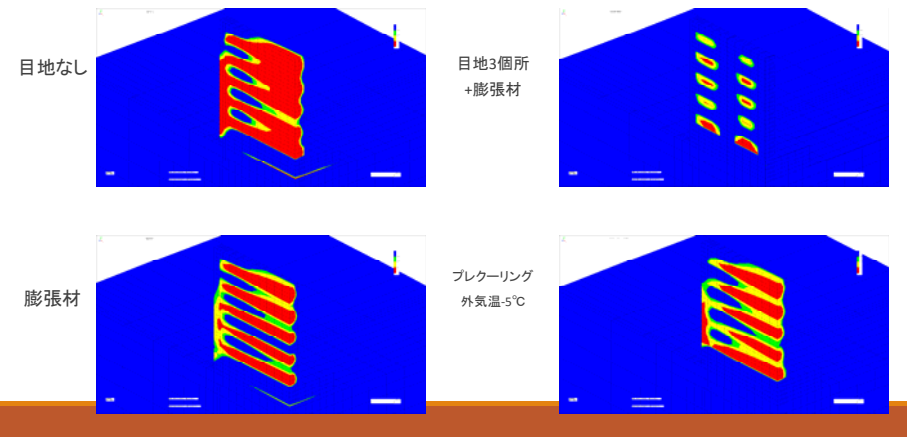 目地なし
目地3個所
+膨張材
膨張材
プレクーリング
外気温-5℃